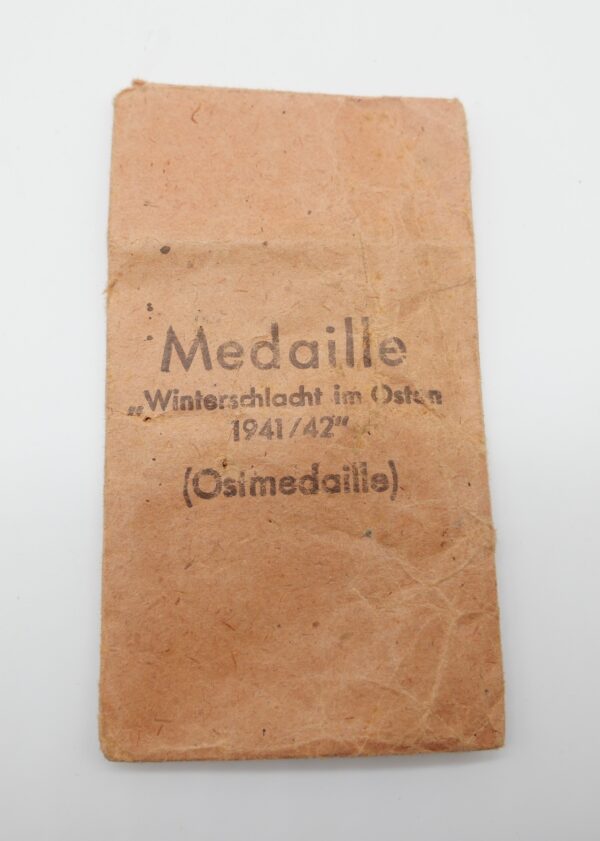 Medaille
„Winterschlacht im Osten
1941/42"
(Ostmedaille)